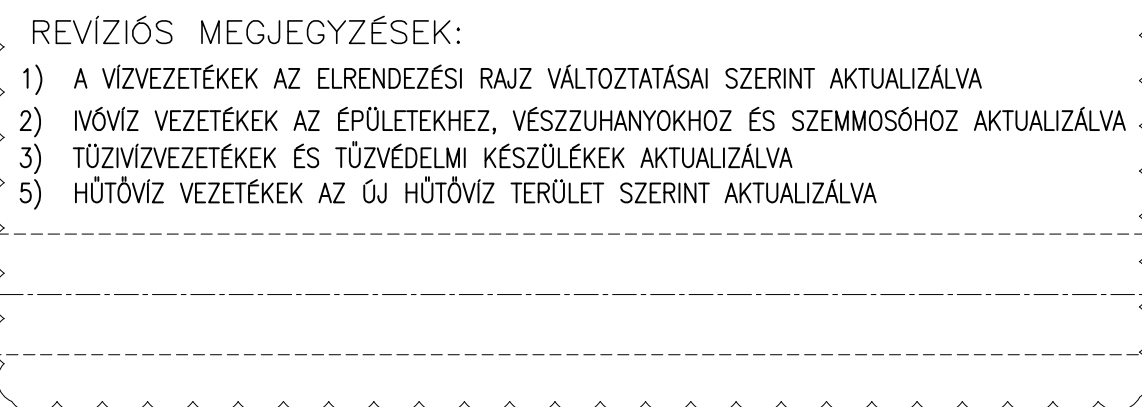 REVÍZIÓS MEGJEGYZÉSEK:
1) A VÍZVEZETÉKEK AZ ELRENDEZÉSI RAJZ VÁLTOZTATÁSAI SZERINT AKTUALIZÁLVA
2) IVÓVÍZ VEZETÉKEK AZ ÉPÜLETEKHEZ, VÉSZZUHANYOKHOZ ÉS SZEMMOSÓHOZ AKTUALIZÁLVA
3) TÜZIVÍZVEZETÉKEK ÉS TŰZVÉDELMI KÉSZÜLÉKEK AKTUALIZÁLVA
5) HŰTŐVÍZ VEZETÉKEK AZ ÚJ HŰTŐVÍZ TERÜLET SZERINT AKTUALIZÁLVA